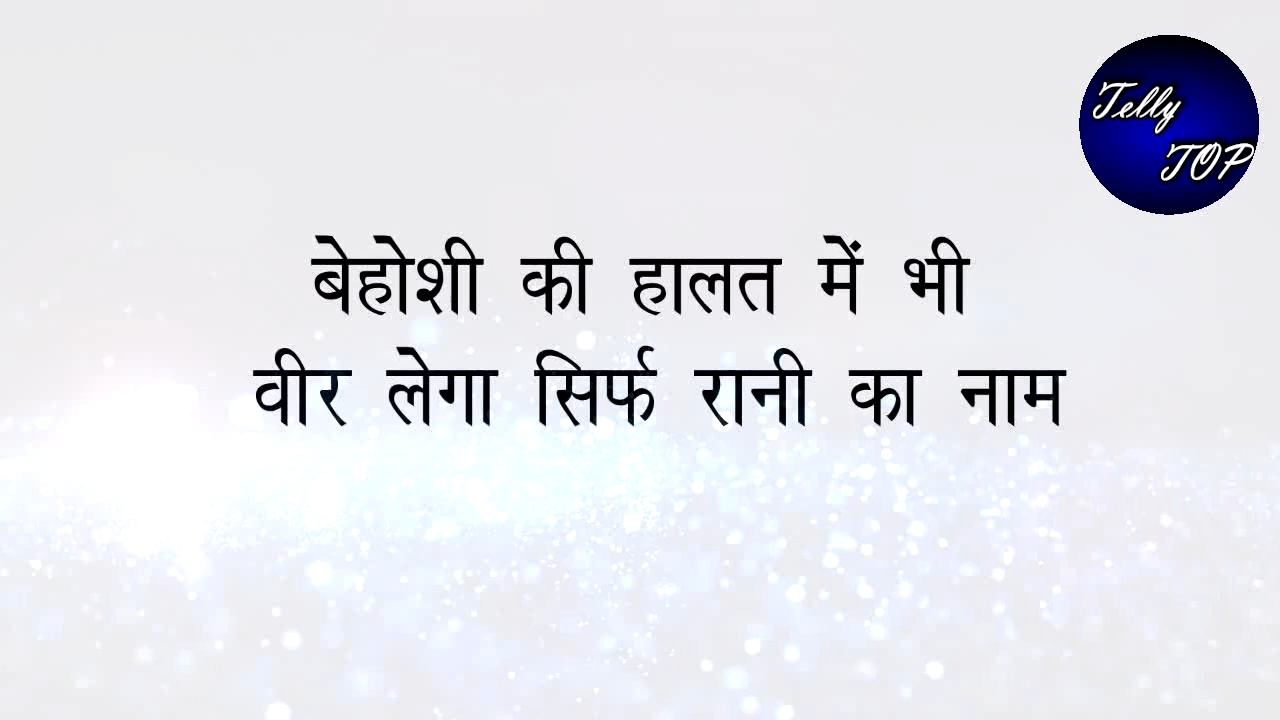 Telly
TOP
बेहोशी की हालत में भी
वीर लेगा सिर्फ रानी का नाम